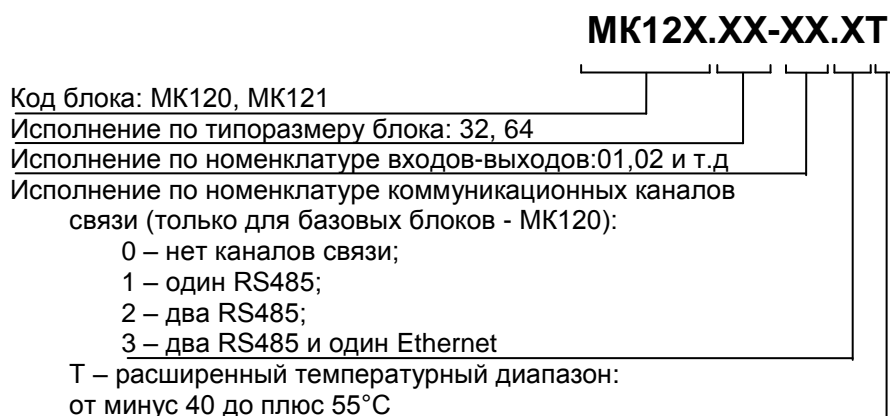 МК12Х.ХХ-ХХ.ХТ
Код блока: МК120, МК121
Исполнение по типоразмеру блока: 32, 64
Исполнение по номенклатуре входов-выходов:01,02 и т.д
Исполнение по номенклатуре коммуникационных каналов
связи (только для базовых блоков - МК120):
0 – нет каналов связи;
1 – один RS485;
2 – два RS485;
3 – два RS485 и один Ethernet
Т – расширенный температурный диапазон:
от минус 40 до плюс 55°С